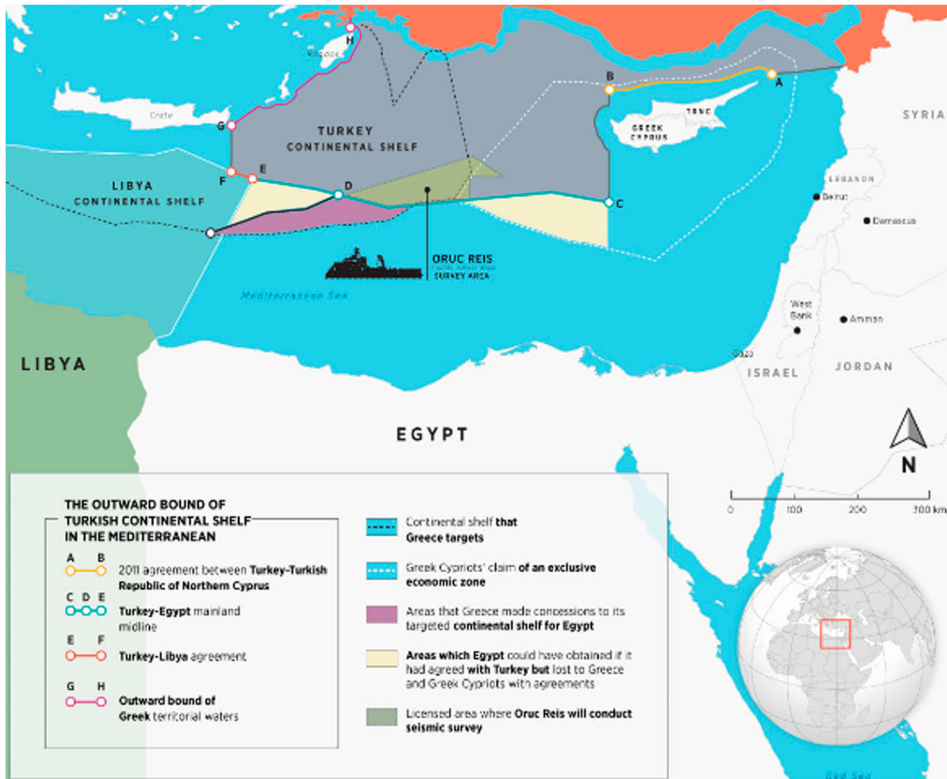 H
Rhodes
B
A
TRNC
Crete
G
GREEK
CYPRUS
TURKEY
CONTINENTAL SHELF
SYRIA
F
E
D
C
LIBYA
CONTINENTAL SHELF
LEBANON
Beirut
Damascus
ORUC REIS
SURVEY AREA
Mediterranean Sea
West
Bank
Amman
Gaza
ISRAEL
JORDAN
LIBYA
EGYPT
N
0 100 200 300 km
THE OUTWARD BOUND OF
TURKISH CONTINENTAL SHELF
IN THE MEDITERRANEAN
A B
2011 agreement between Turkey-Turkish
Republic of Northern Cyprus
C D E
Turkey-Egypt mainland
midline
E F
Turkey-Libya agreement
G H
Outward bound of
Greek territorial waters
Continental shelf that
Greece targets
Greek Cypriots' claim of an exclusive
economic zone
Areas that Greece made concessions to its
targeted continental shelf for Egypt
Areas which Egypt could have obtained if it
had agreed with Turkey but lost to Greece
and Greek Cypriots with agreements
Licensed area where Oruc Reis will conduct
seismic survey
Red Sea